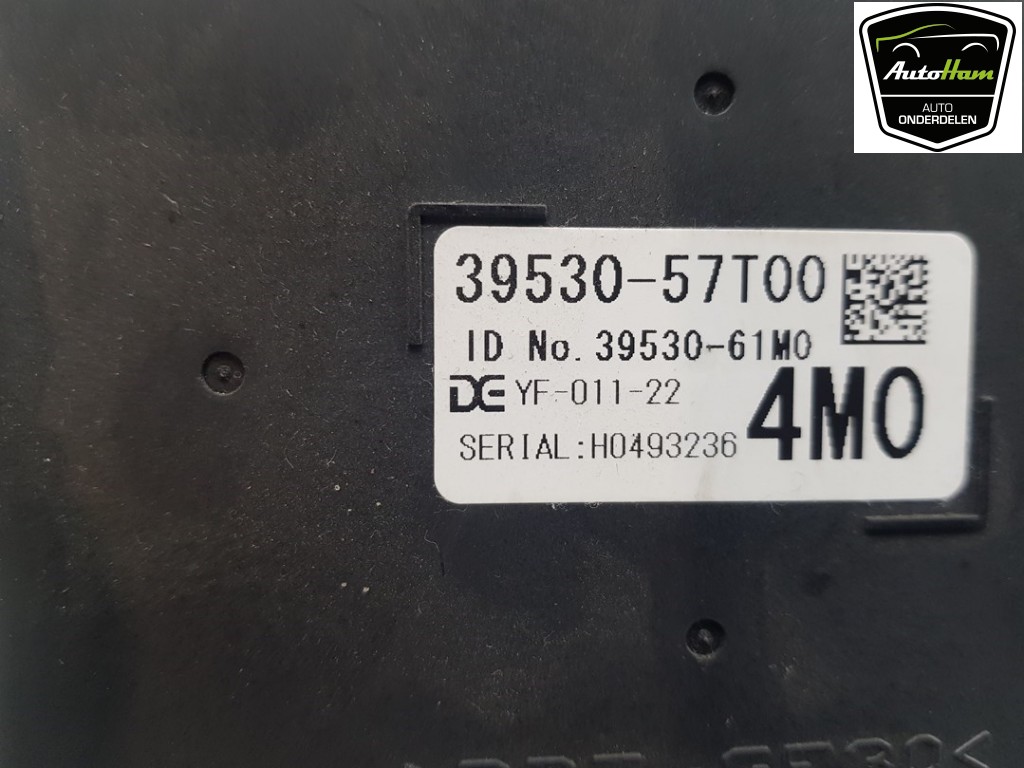 AutoHam
AUTO
ONDERDELEN
39530-57T00
ID No. 39530-61M0
DE YF-011-22
4M0
SERIAL:H0493236